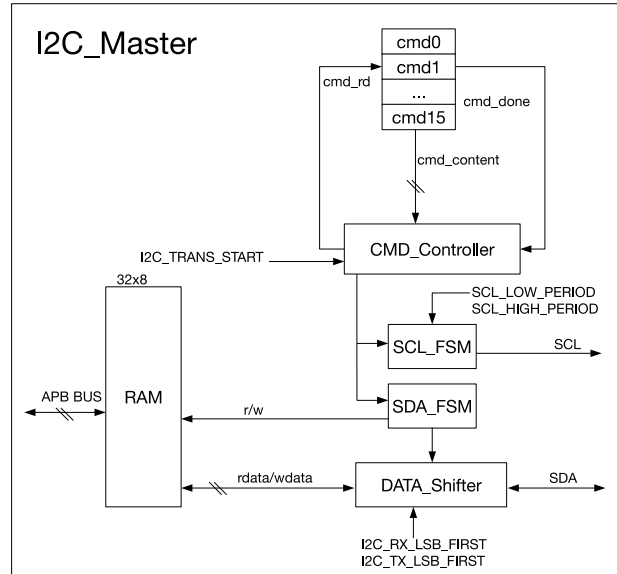 I2C_Master
cmd0
cmd1
...
cmd15
cmd_rd
cmd_done
cmd_content
I2C_TRANS_START
CMD_Controller
32x8
SCL_LOW_PERIOD
SCL_HIGH_PERIOD
SCL_FSM
SCL
APB BUS
RAM
r/w
SDA_FSM
rdata/wdata
DATA_Shifter
SDA
I2C_RX_LSB_FIRST
I2C_TX_LSB_FIRST